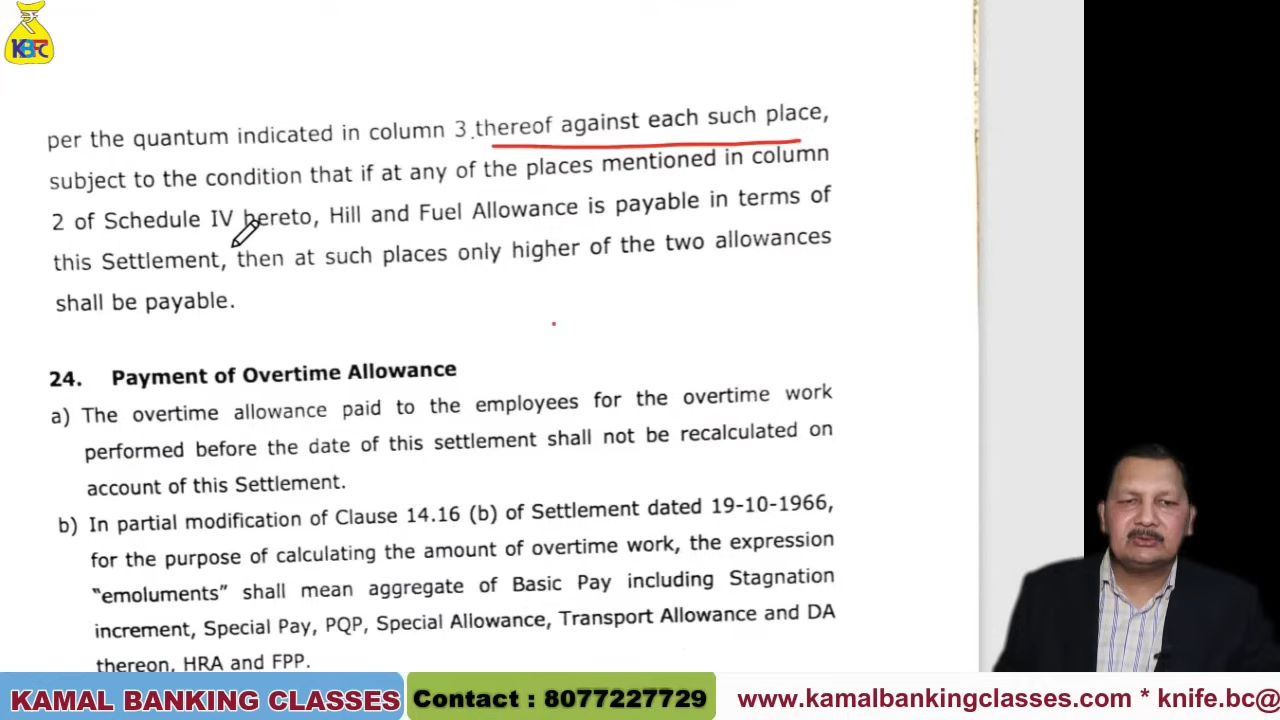 KBFC
per the quantum indicated in column 3 thereof against each such place,
subject to the condition that if at any of the places mentioned in column
2 of Schedule IV hereto, Hill and Fuel Allowance is payable in terms of
this Settlement, then at such places only higher of the two allowances
shall be payable.
24. Payment of Overtime Allowance
a) The overtime allowance paid to the employees for the overtime work
performed before the date of this settlement shall not be recalculated on
account of this Settlement.
b) In partial modification of Clause 14.16 (b) of Settlement dated 19-10-1966,
for the purpose of calculating the amount of overtime work, the expression
“emoluments” shall mean aggregate of Basic Pay including Stagnation
increment, Special Pay, PQP, Special Allowance, Transport Allowance and DA
thereon, HRA and FPP.
KAMAL BANKING CLASSES Contact : 8077227729 www.kamalbankingclasses.com * knife.bc@